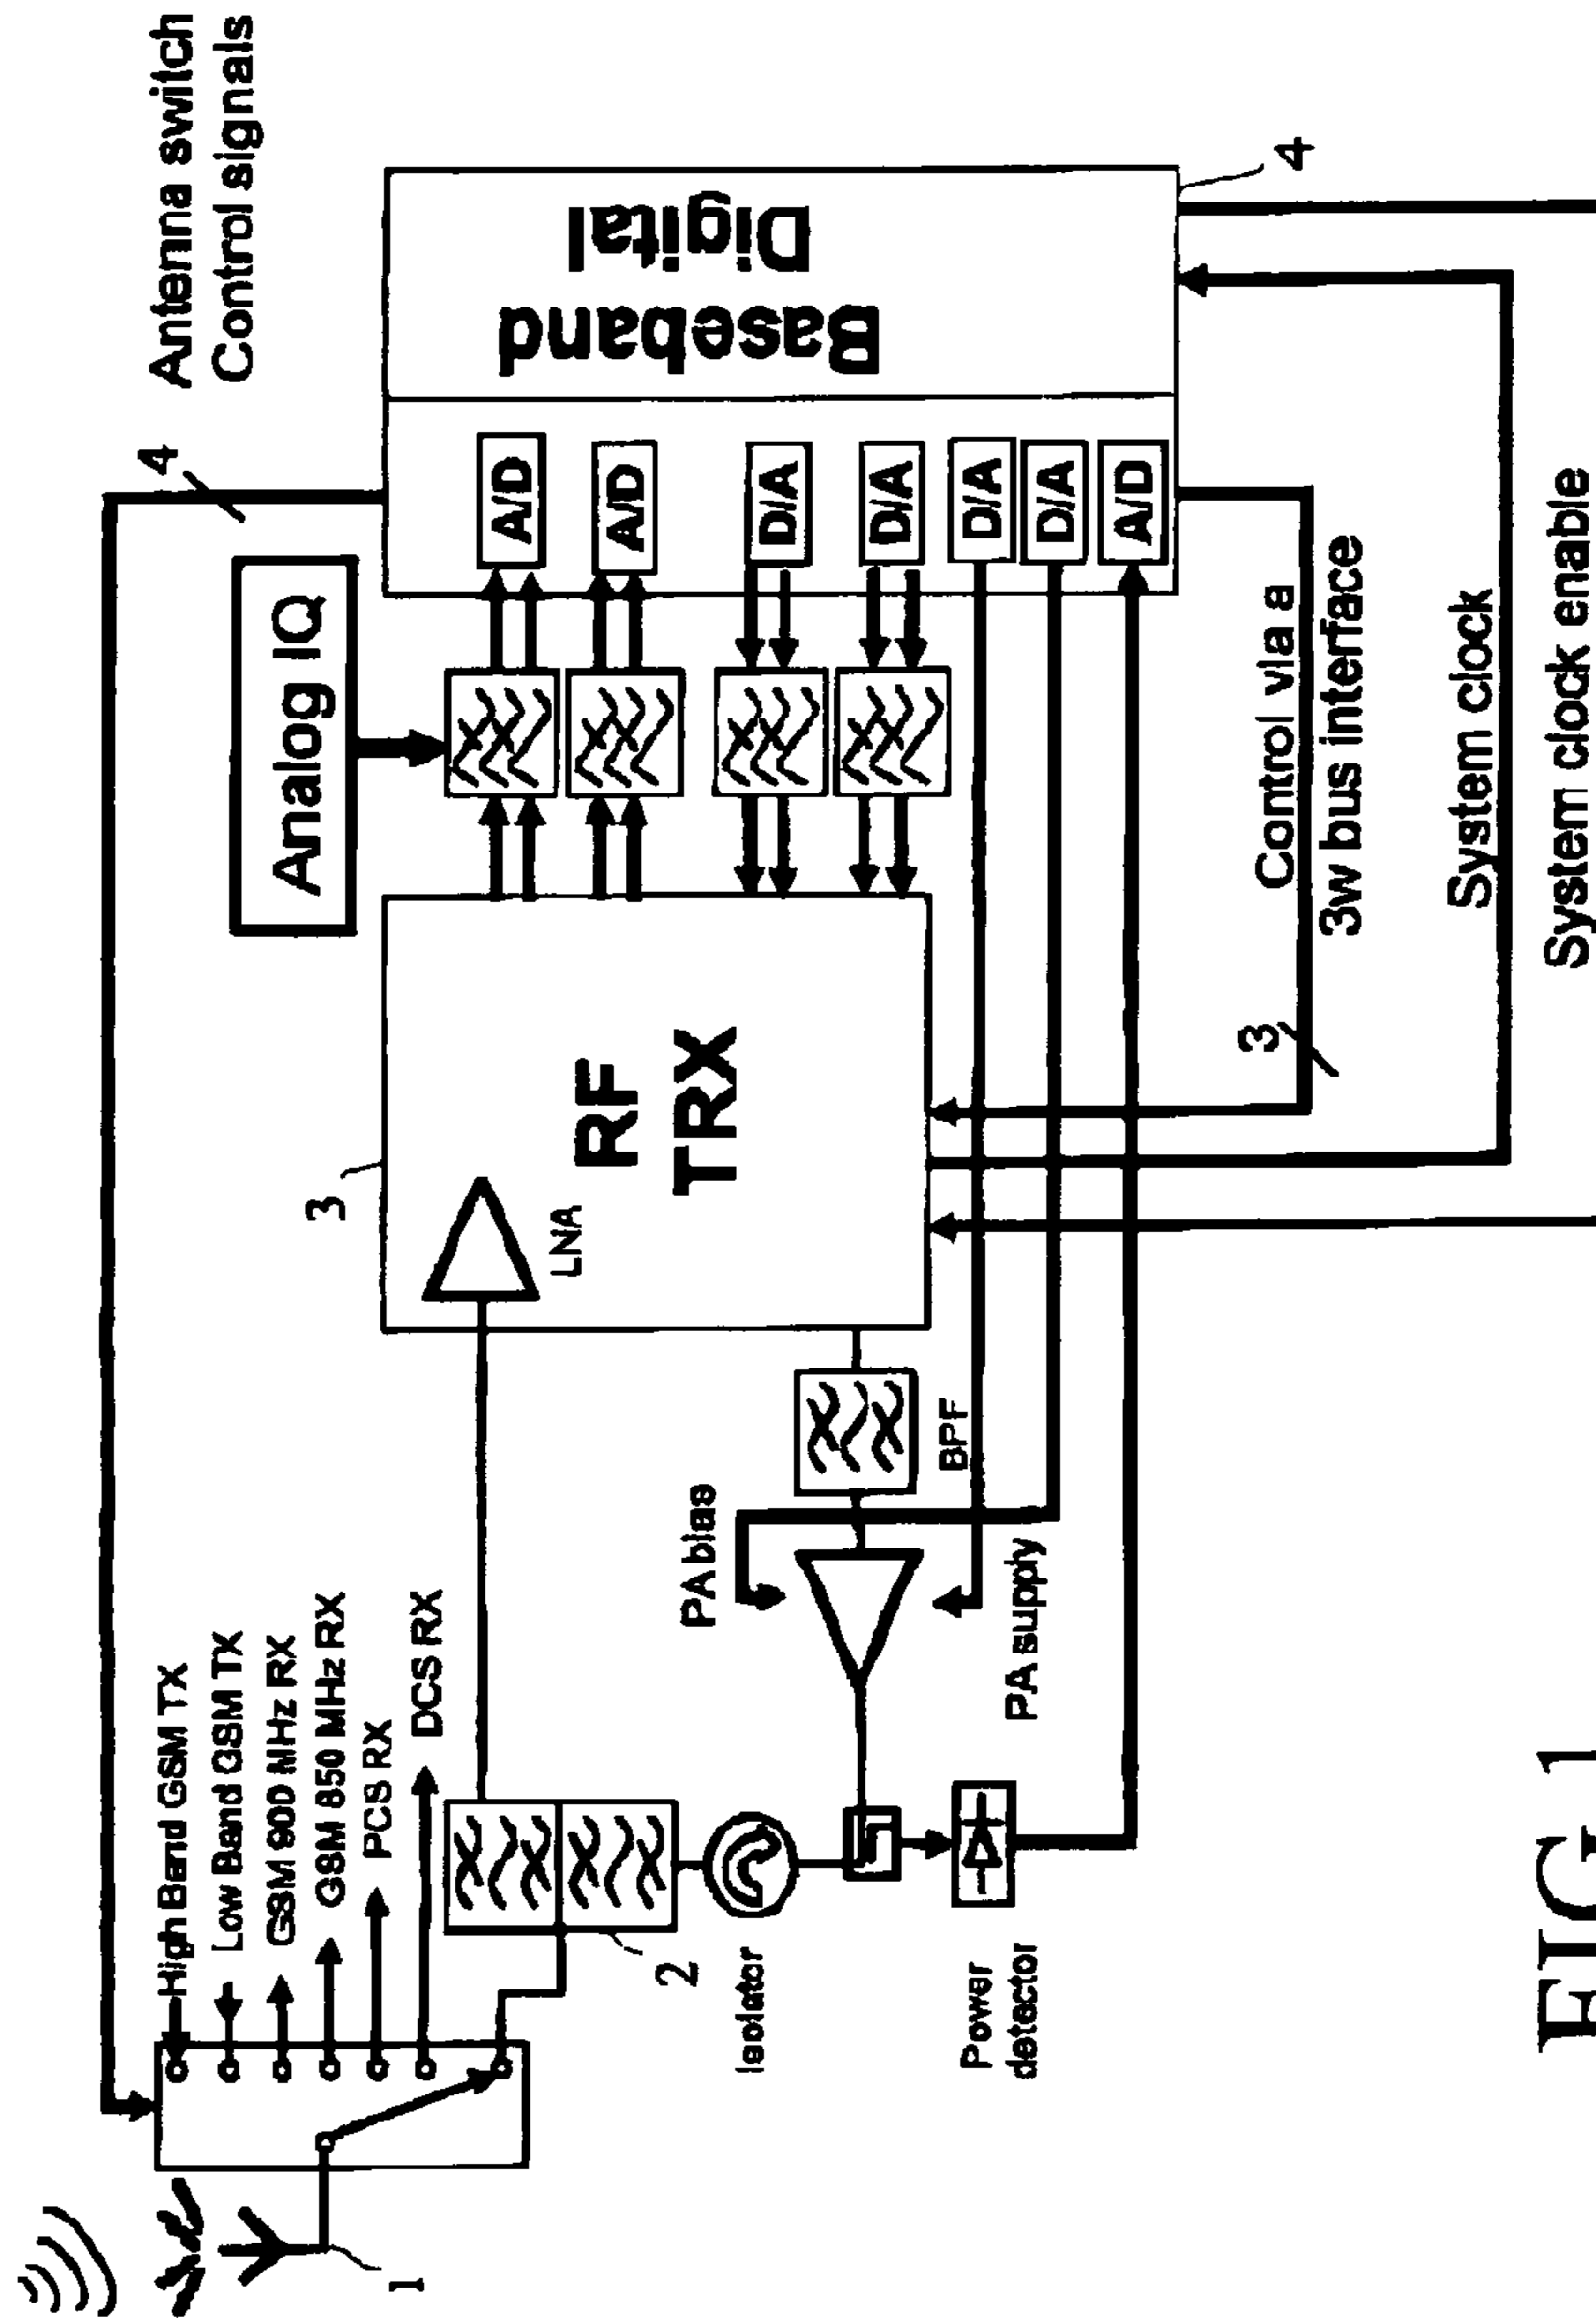 Antenna switch
Control signals
4
Analog IQ
A/D
A/D
D/A
D/A
D/A
D/A
A/D
Baseband
Digital
4
3
RF
TRX
LNA
High Band GSM TX
Low Band GSM TX
GSM 900 MHz RX
GSM 850 MHz RX
PCS RX
DCS RX
PA bias
BPF
PA supply
2
Isolator
Power
detector
1
3
Control via a
3w bus interface
System clock
System clock enable
FIG 1